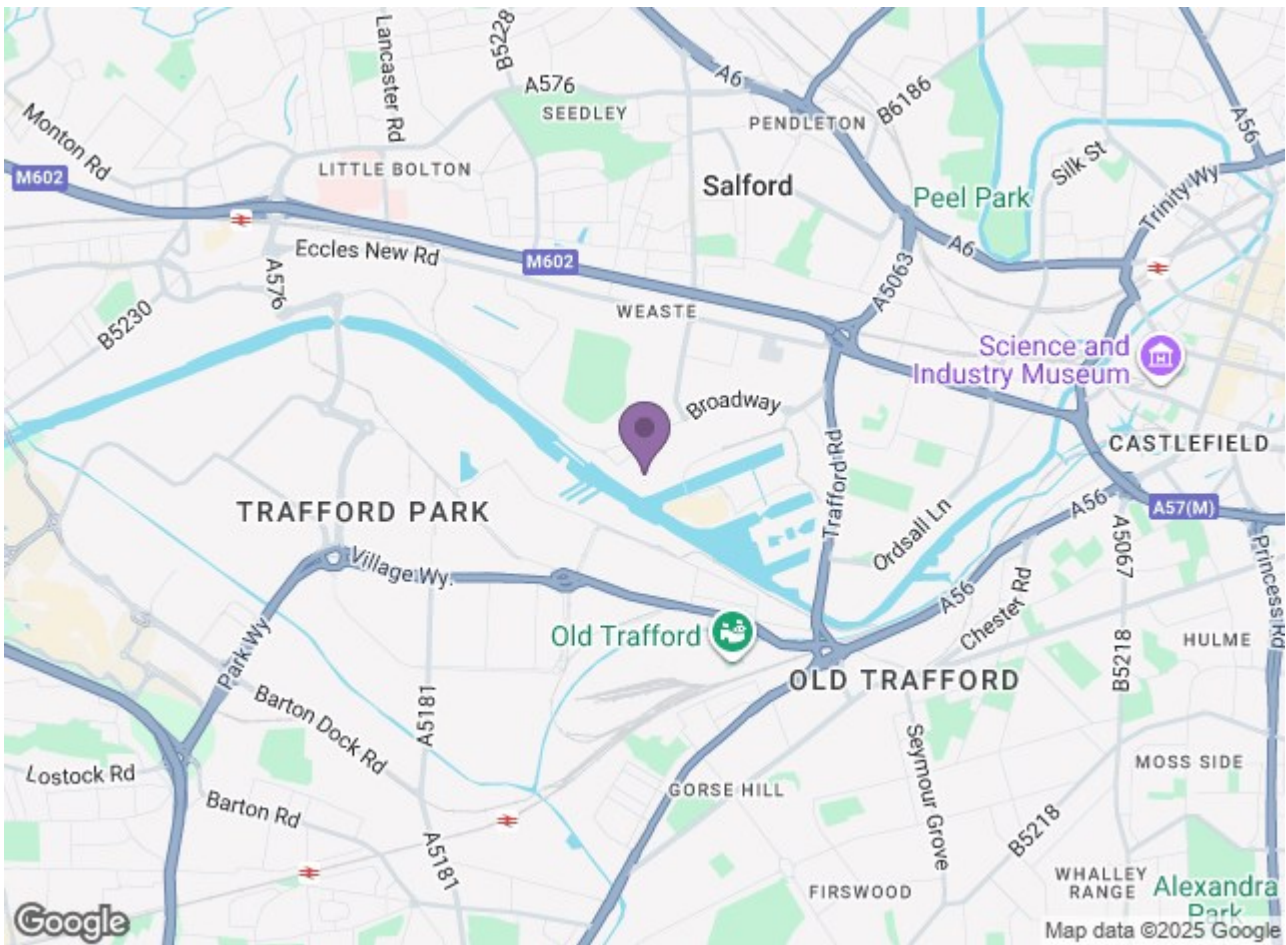 B5228
Lancaster Rd
A576
SEEDLEY
A6
PENDLETON
B6186
A56
Monton Rd
M602
LITTLE BOLTON
Salford
Peel Park
Silk St
Trinity Wy
Eccles New Rd
A576
M602
A6
A5063
B5230
WEASTE
Science and
Industry Museum
Broadway
Trafford Rd
CASTLEFIELD
TRAFFORD PARK
Ordsall Ln
A56
A57(M)
A5067
Village Wy.
A56
Chester Rd
Princess Rd
Old Trafford
HULME
Park Wy
B5218
OLD TRAFFORD
Barton Dock Rd
A5181
Seymour Grove
Lostock Rd
MOSS SIDE
GORSE HILL
Barton Rd
A5181
B5218
FIRSWOOD
WHALLEY
RANGE
Alexandra
Park
Google
Map data ©2025 Google